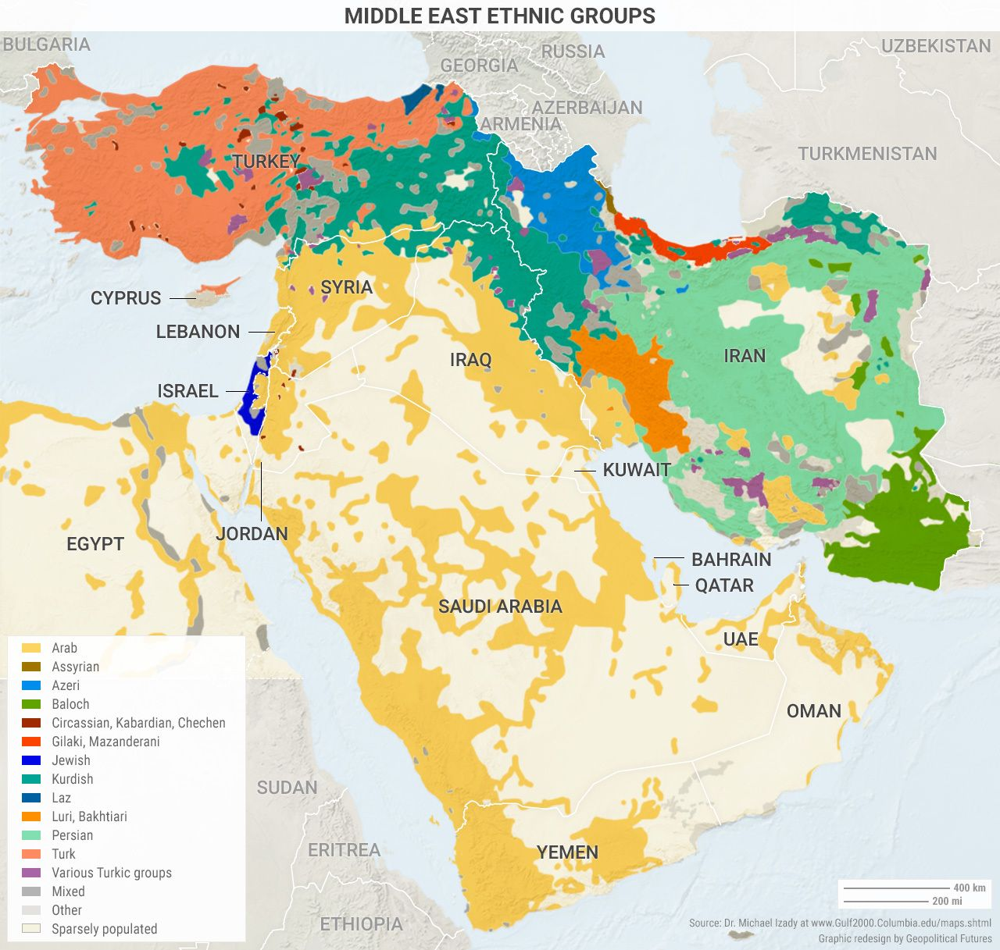 MIDDLE EAST ETHNIC GROUPS
BULGARIA
RUSSIA
UZBEKISTAN
GEORGIA
AZERBAIJAN
ARMENIA
TURKMENISTAN
TURKEY
SYRIA
CYPRUS
LEBANON
IRAQ
IRAN
ISRAEL
KUWAIT
JORDAN
EGYPT
BAHRAIN
QATAR
SAUDI ARABIA
UAE
OMAN
SUDAN
ERITREA
YEMEN
ETHIOPIA
Arab
Assyrian
Azeri
Baloch
Circassian, Kabardian, Chechen
Gilaki, Mazanderani
Jewish
Kurdish
Laz
Luri, Bakhtiari
Persian
Turk
Various Turkic groups
Mixed
Other
Sparsely populated
400 km
200 mi
Source: Dr. Michael Izady at www.Gulf2000.Columbia.edu/maps.shtml
Graphic redesign by Geopolitical Futures